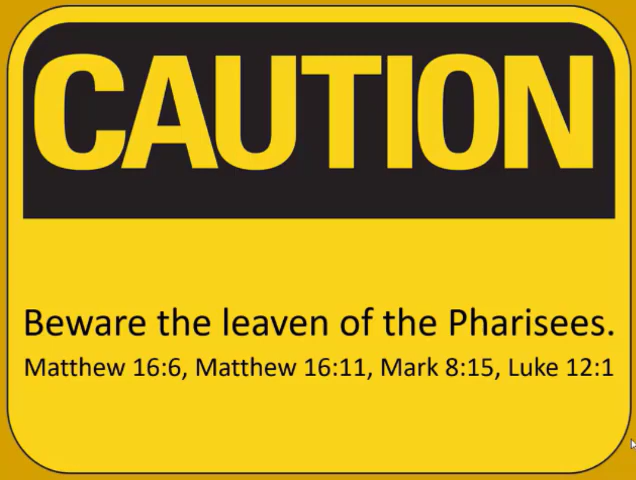 CAUTION
Beware the leaven of the Pharisees.
Matthew 16:6, Matthew 16:11, Mark 8:15, Luke 12:1